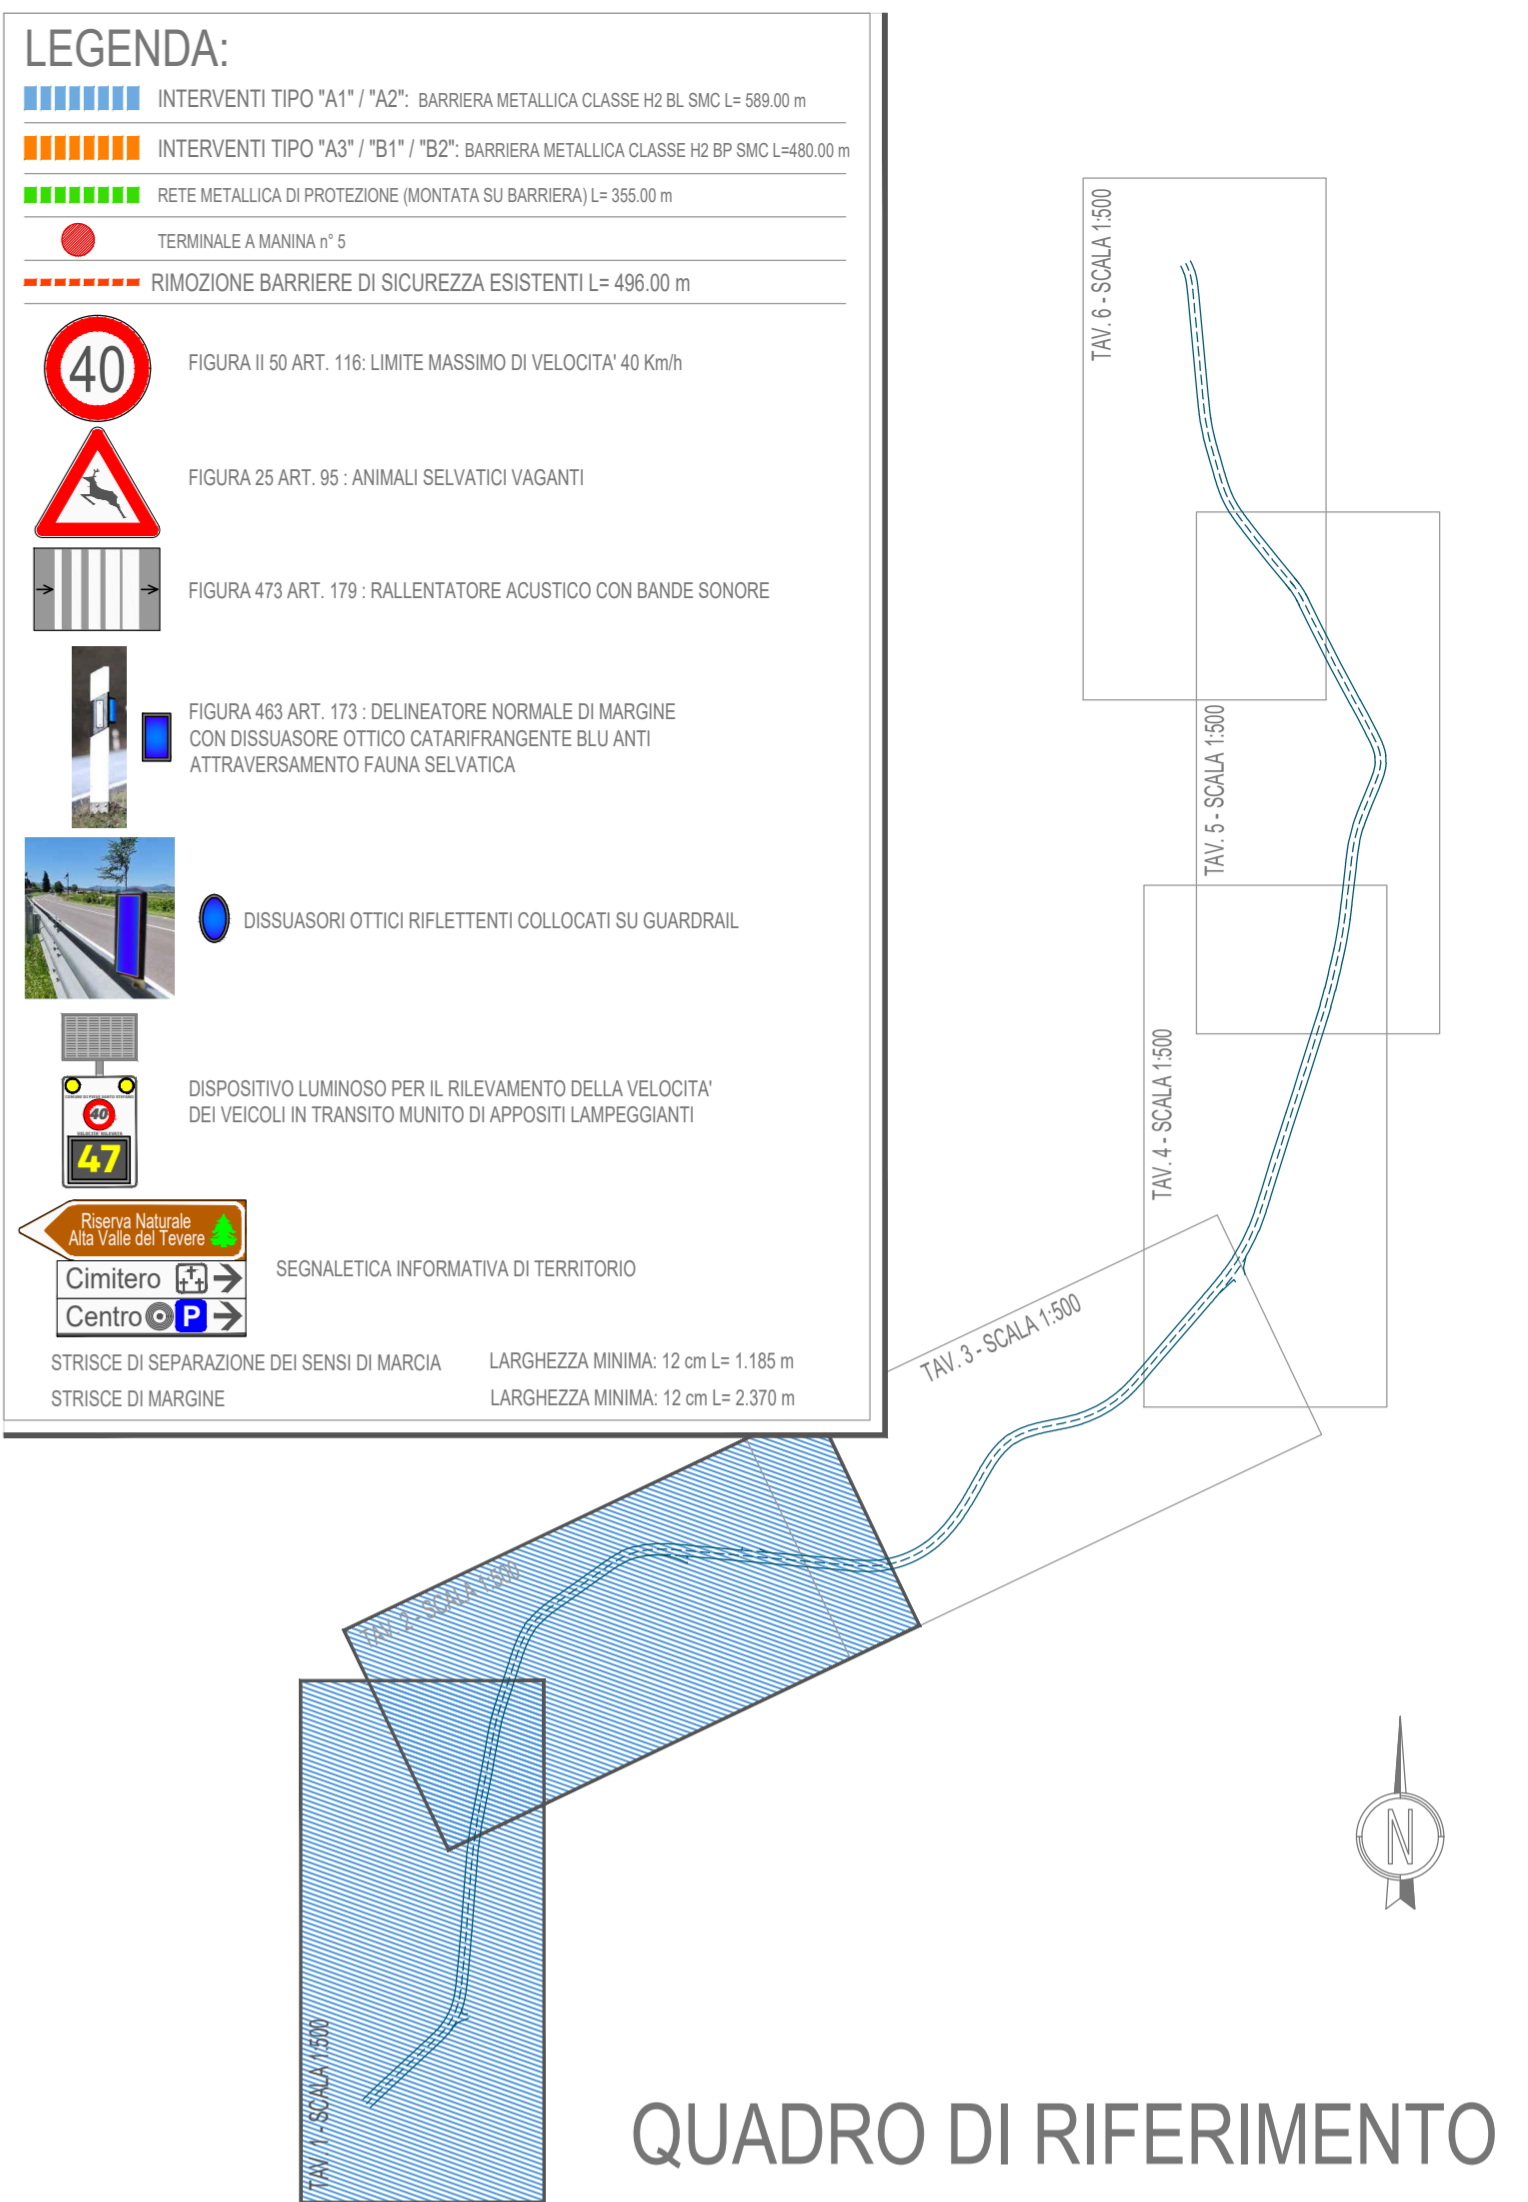 LEGENDA:
INTERVENTI TIPO "A1" / "A2": BARRIERA METALLICA CLASSE H2 BL SMC L= 589.00 m
INTERVENTI TIPO "A3" / "B1" / "B2": BARRIERA METALLICA CLASSE H2 BP SMC L=480.00 m
RETE METALLICA DI PROTEZIONE (MONTATA SU BARRIERA) L= 355.00 m
TERMINALE A MANINA n° 5
RIMOZIONE BARRIERE DI SICUREZZA ESISTENTI L= 496.00 m
40
FIGURA II 50 ART. 116: LIMITE MASSIMO DI VELOCITA' 40 Km/h
FIGURA 25 ART. 95 : ANIMALI SELVATICI VAGANTI
FIGURA 473 ART. 179 : RALLENTATORE ACUSTICO CON BANDE SONORE
FIGURA 463 ART. 173 : DELINEATORE NORMALE DI MARGINE
CON DISSUASORE OTTICO CATARIFRANGENTE BLU ANTI
ATTRAVERSAMENTO FAUNA SELVATICA
DISSUASORI OTTICI RIFLETTENTI COLLOCATI SU GUARDRAIL
COMUNE DI PIEVE SANTO STEFANO
40
VELOCITA' RILEVATA
47
DISPOSITIVO LUMINOSO PER IL RILEVAMENTO DELLA VELOCITA'
DEI VEICOLI IN TRANSITO MUNITO DI APPOSITI LAMPEGGIANTI
Riserva Naturale
Alta Valle del Tevere
Cimitero
Centro P
SEGNALETICA INFORMATIVA DI TERRITORIO
STRISCE DI SEPARAZIONE DEI SENSI DI MARCIA LARGHEZZA MINIMA: 12 cm L= 1.185 m
STRISCE DI MARGINE LARGHEZZA MINIMA: 12 cm L= 2.370 m
TAV. 6 - SCALA 1:500
TAV. 5 - SCALA 1:500
TAV. 4 - SCALA 1:500
TAV. 3 - SCALA 1:500
TAV. 2 - SCALA 1:500
TAV. 1 - SCALA 1:500
N
QUADRO DI RIFERIMENTO